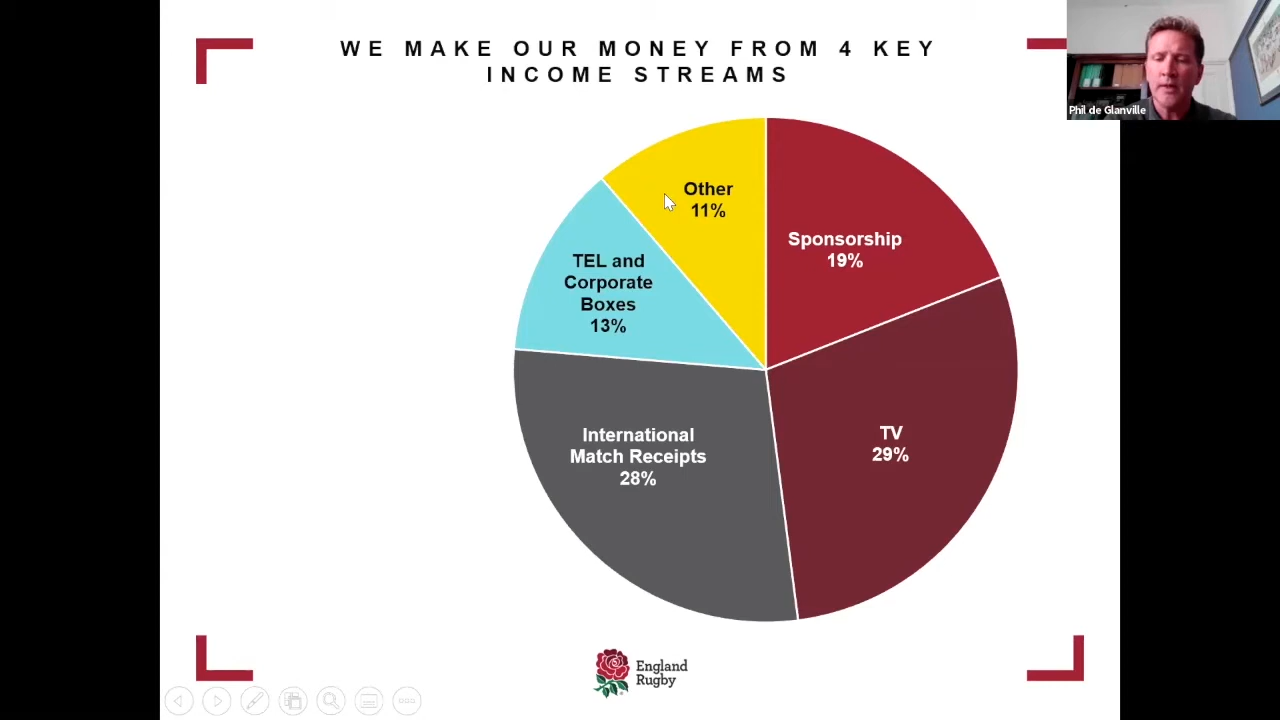 WE MAKE OUR MONEY FROM 4 KEY
INCOME STREAMS
Phil de Glanville
Other
11%
Sponsorship
19%
TEL and
Corporate
Boxes
13%
TV
29%
International
Match Receipts
28%
England
Rugby